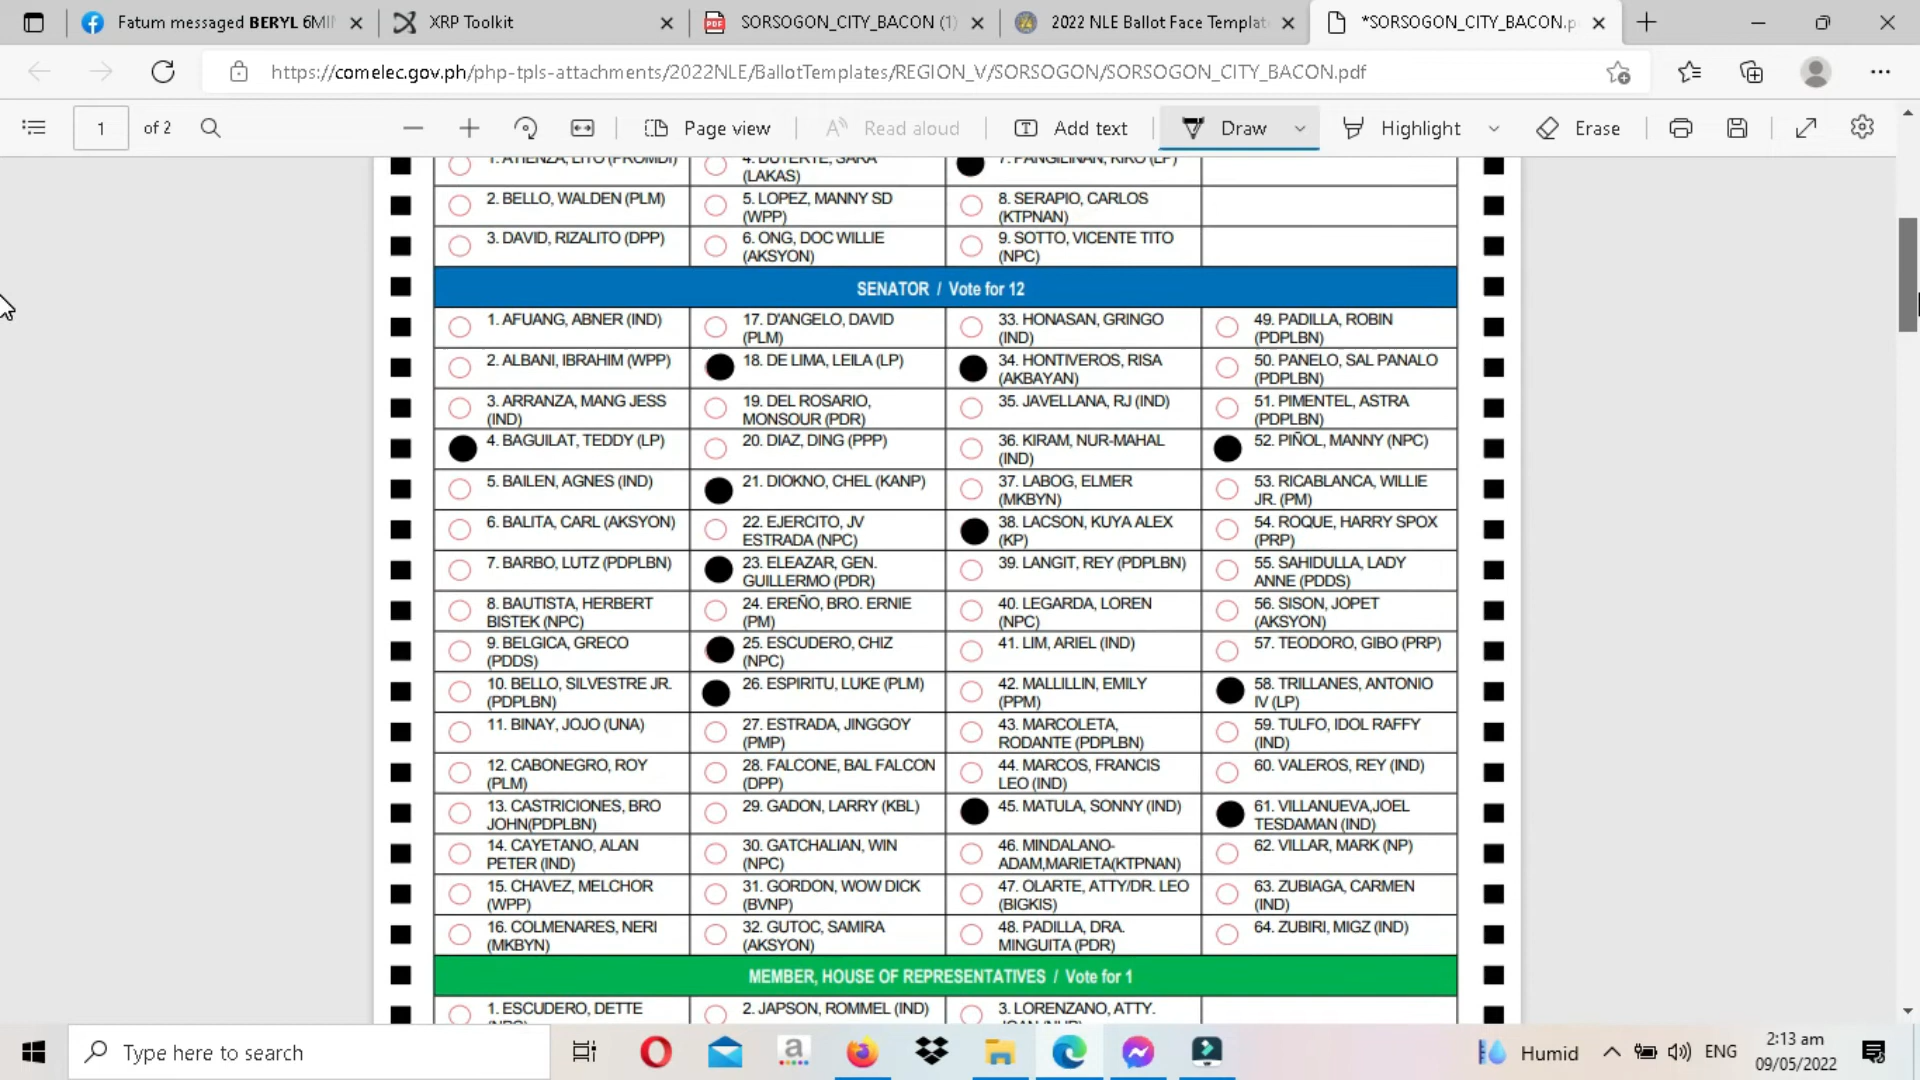 Fatum messaged BERYL 6MI
XRP Toolkit
SORSOGON_CITY_BACON (1)
2022 NLE Ballot Face Templat
*SORSOGON_CITY_BACON.p
https://comelec.gov.ph/php-tpls-attachments/2022NLE/BallotTemplates/REGION_V/SORSOGON/SORSOGON_CITY_BACON.pdf
1 of 2
Page view
Read aloud
Add text
Draw
Highlight
Erase
1. ATIENZA, LITO (PROMDI)
4. DUTERTE, SARA
(LAKAS)
7. PANGILINAN, KIKO (LP)
2. BELLO, WALDEN (PLM)
5. LOPEZ, MANNY SD
(WPP)
8. SERAPIO, CARLOS
(KTPNAN)
3. DAVID, RIZALITO (DPP)
6. ONG, DOC WILLIE
(AKSYON)
9. SOTTO, VICENTE TITO
(NPC)
SENATOR / Vote for 12
1. AFUANG, ABNER (IND)
17. D'ANGELO, DAVID
(PLM)
33. HONASAN, GRINGO
(IND)
49. PADILLA, ROBIN
(PDPLBN)
2. ALBANI, IBRAHIM (WPP)
18. DE LIMA, LEILA (LP)
34. HONTIVEROS, RISA
(AKBAYAN)
50. PANELO, SAL PANALO
(PDPLBN)
3. ARRANZA, MANG JESS
(IND)
19. DEL ROSARIO,
MONSOUR (PDR)
35. JAVELLANA, RJ (IND)
51. PIMENTEL, ASTRA
(PDPLBN)
4. BAGUILAT, TEDDY (LP)
20. DIAZ, DING (PPP)
36. KIRAM, NUR-MAHAL
(IND)
52. PIÑOL, MANNY (NPC)
5. BAILEN, AGNES (IND)
21. DIOKNO, CHEL (KANP)
37. LABOG, ELMER
(MKBYN)
53. RICABLANCA, WILLIE
JR. (PM)
6. BALITA, CARL (AKSYON)
22. EJERCITO, JV
ESTRADA (NPC)
38. LACSON, KUYA ALEX
(KP)
54. ROQUE, HARRY SPOX
(PRP)
7. BARBO, LUTZ (PDPLBN)
23. ELEAZAR, GEN.
GUILLERMO (PDR)
39. LANGIT, REY (PDPLBN)
55. SAHIDULLA, LADY
ANNE (PDDS)
8. BAUTISTA, HERBERT
BISTEK (NPC)
24. EREÑO, BRO. ERNIE
(PM)
40. LEGARDA, LOREN
(NPC)
56. SISON, JOPET
(AKSYON)
9. BELGICA, GRECO
(PDDS)
25. ESCUDERO, CHIZ
(NPC)
41. LIM, ARIEL (IND)
57. TEODORO, GIBO (PRP)
10. BELLO, SILVESTRE JR.
(PDPLBN)
26. ESPIRITU, LUKE (PLM)
42. MALLILLIN, EMILY
(PPM)
58. TRILLANES, ANTONIO
IV (LP)
11. BINAY, JOJO (UNA)
27. ESTRADA, JINGGOY
(PMP)
43. MARCOLETA,
RODANTE (PDPLBN)
59. TULFO, IDOL RAFFY
(IND)
12. CABONEGRO, ROY
(PLM)
28. FALCONE, BAL FALCON
(DPP)
44. MARCOS, FRANCIS
LEO (IND)
60. VALEROS, REY (IND)
13. CASTRICIONES, BRO
JOHN(PDPLBN)
29. GADON, LARRY (KBL)
45. MATULA, SONNY (IND)
61. VILLANUEVA,JOEL
TESDAMAN (IND)
14. CAYETANO, ALAN
PETER (IND)
30. GATCHALIAN, WIN
(NPC)
46. MINDALANO-
ADAM,MARIETA(KTPNAN)
62. VILLAR, MARK (NP)
15. CHAVEZ, MELCHOR
(WPP)
31. GORDON, WOW DICK
(BVNP)
47. OLARTE, ATTY/DR. LEO
(BIGKIS)
63. ZUBIAGA, CARMEN
(IND)
16. COLMENARES, NERI
(MKBYN)
32. GUTOC, SAMIRA
(AKSYON)
48. PADILLA, DRA.
MINGUITA (PDR)
64. ZUBIRI, MIGZ (IND)
MEMBER, HOUSE OF REPRESENTATIVES / Vote for 1
1. ESCUDERO, DETTE
2. JAPSON, ROMMEL (IND)
3. LORENZANO, ATTY.
Type here to search
Humid
ENG
2:13 am
09/05/2022